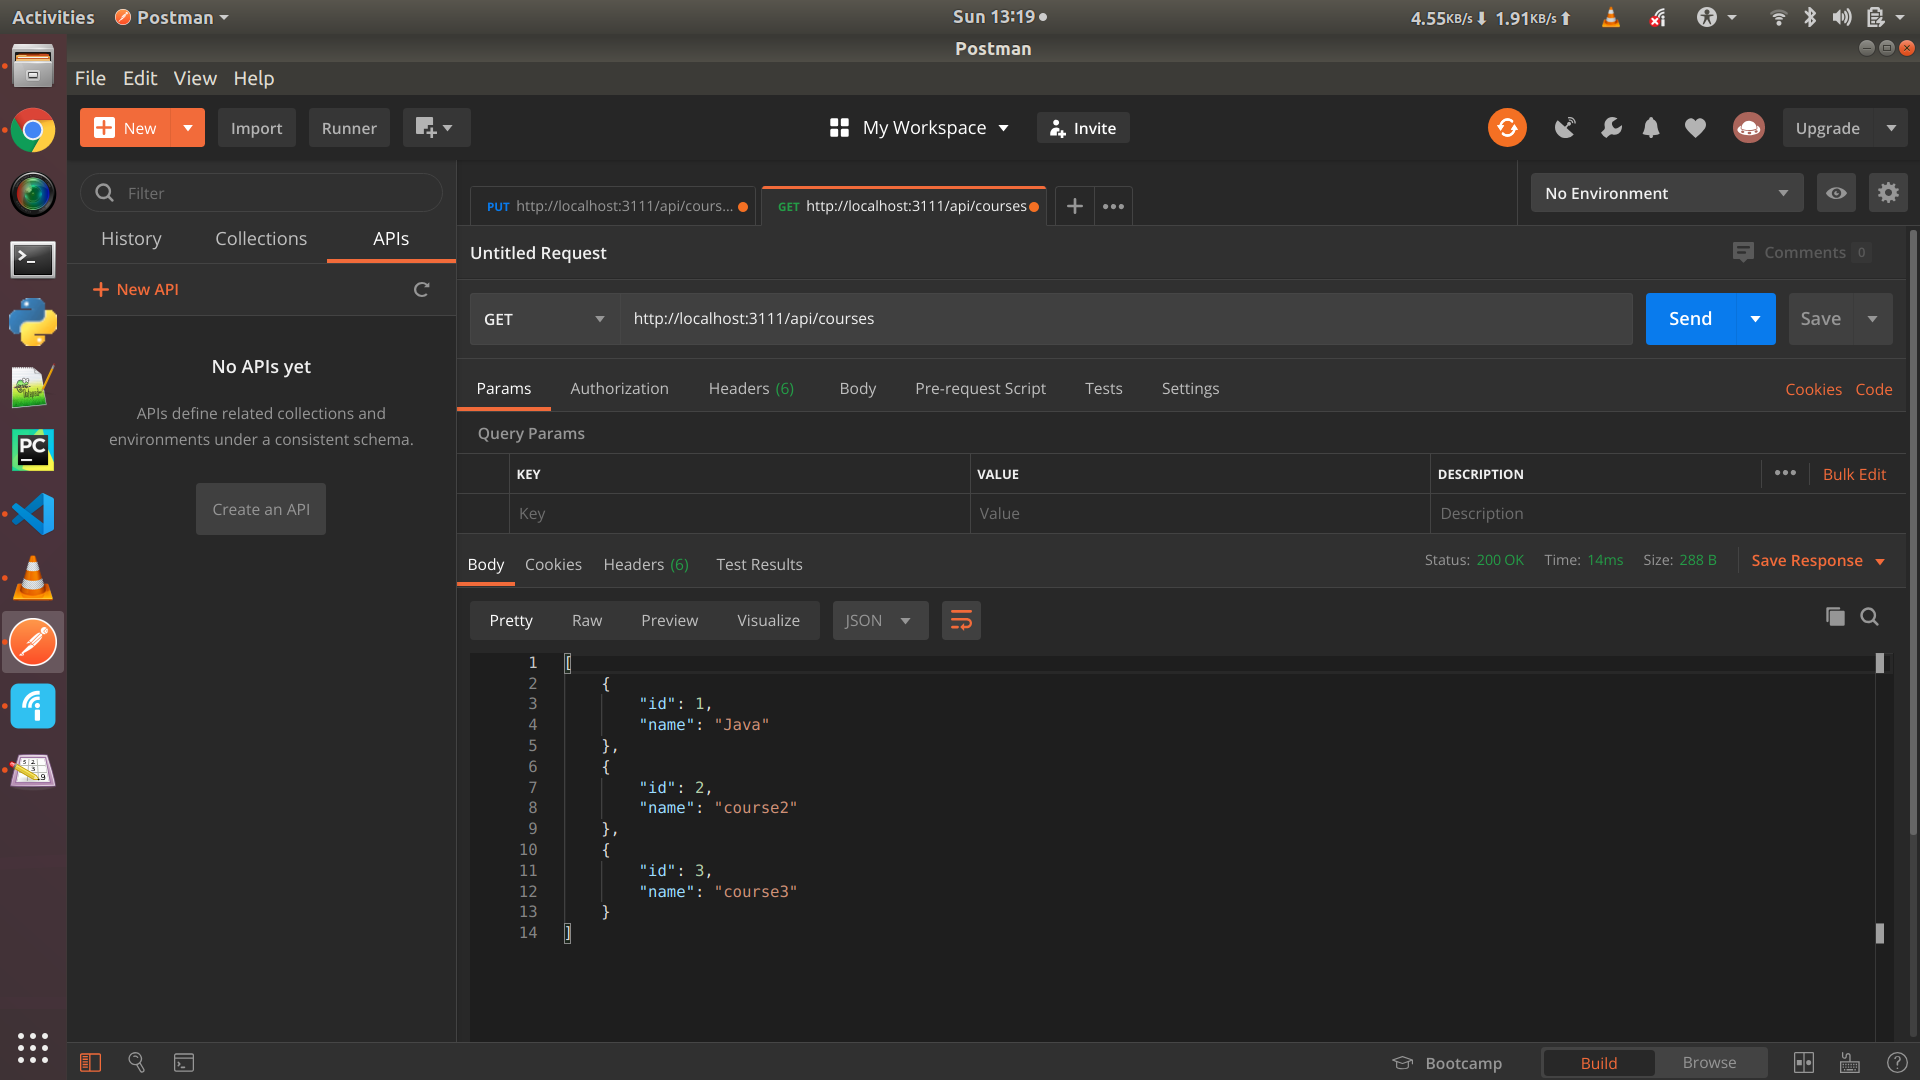 Activities Postman Sun 13:19 4.55KB/s 1.91KB/s
Postman
File Edit View Help
New Import Runner My Workspace Invite Upgrade
Filter
PUT http://localhost:3111/api/cours... GET http://localhost:3111/api/courses + ••• No Environment
History Collections APIs
Untitled Request Comments 0
+ New API
GET http://localhost:3111/api/courses Send Save
No APIs yet
APIs define related collections and
environments under a consistent schema.
Create an API
Params Authorization Headers (6) Body Pre-request Script Tests Settings Cookies Code
Query Params
KEY VALUE DESCRIPTION ••• Bulk Edit
Key Value Description
Body Cookies Headers (6) Test Results Status: 200 OK Time: 14ms Size: 288 B Save Response
Pretty Raw Preview Visualize JSON
1 [
2 {
3 "id": 1,
4 "name": "Java"
5 },
6 {
7 "id": 2,
8 "name": "course2"
9 },
10 {
11 "id": 3,
12 "name": "course3"
13 }
14 ]
Bootcamp Build Browse